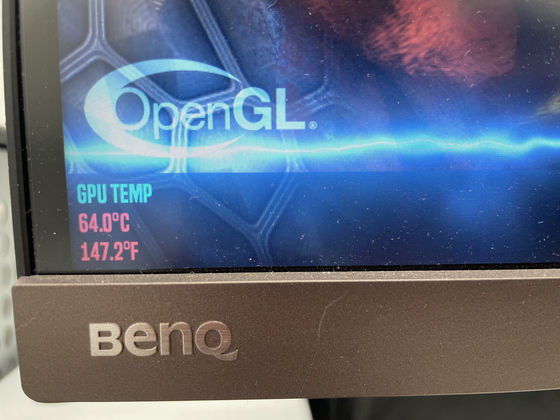 OpenGL®
GPU TEMP
64.0°C
147.2°F
BenQ